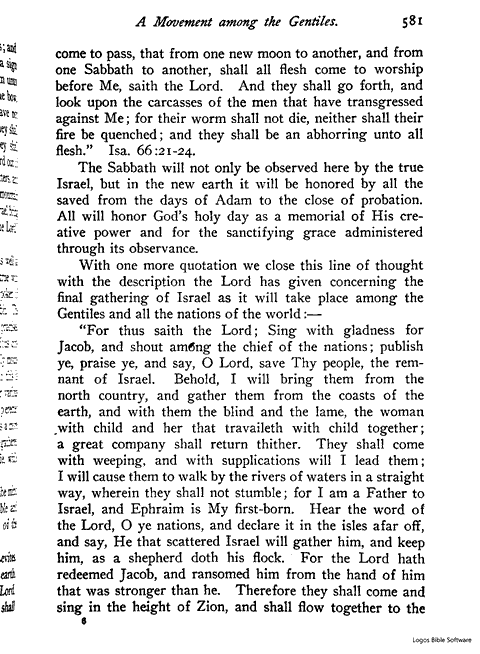 A Movement among the Gentiles. 581
come to pass, that from one new moon to another, and from
one Sabbath to another, shall all flesh come to worship
before Me, saith the Lord. And they shall go forth, and
look upon the carcasses of the men that have transgressed
against Me; for their worm shall not die, neither shall their
fire be quenched; and they shall be an abhorring unto all
flesh." Isa. 66:21-24.
The Sabbath will not only be observed here by the true
Israel, but in the new earth it will be honored by all the
saved from the days of Adam to the close of probation.
All will honor God's holy day as a memorial of His cre-
ative power and for the sanctifying grace administered
through its observance.
With one more quotation we close this line of thought
with the description the Lord has given concerning the
final gathering of Israel as it will take place among the
Gentiles and all the nations of the world:—
"For thus saith the Lord; Sing with gladness for
Jacob, and shout among the chief of the nations; publish
ye, praise ye, and say, O Lord, save Thy people, the rem-
nant of Israel. Behold, I will bring them from the
north country, and gather them from the coasts of the
earth, and with them the blind and the lame, the woman
with child and her that travaileth with child together;
a great company shall return thither. They shall come
with weeping, and with supplications will I lead them;
I will cause them to walk by the rivers of waters in a straight
way, wherein they shall not stumble; for I am a Father to
Israel, and Ephraim is My first-born. Hear the word of
the Lord, O ye nations, and declare it in the isles afar off,
and say, He that scattered Israel will gather him, and keep
him, as a shepherd doth his flock. For the Lord hath
redeemed Jacob, and ransomed him from the hand of him
that was stronger than he. Therefore they shall come and
sing in the height of Zion, and shall flow together to the
Logos Bible Software